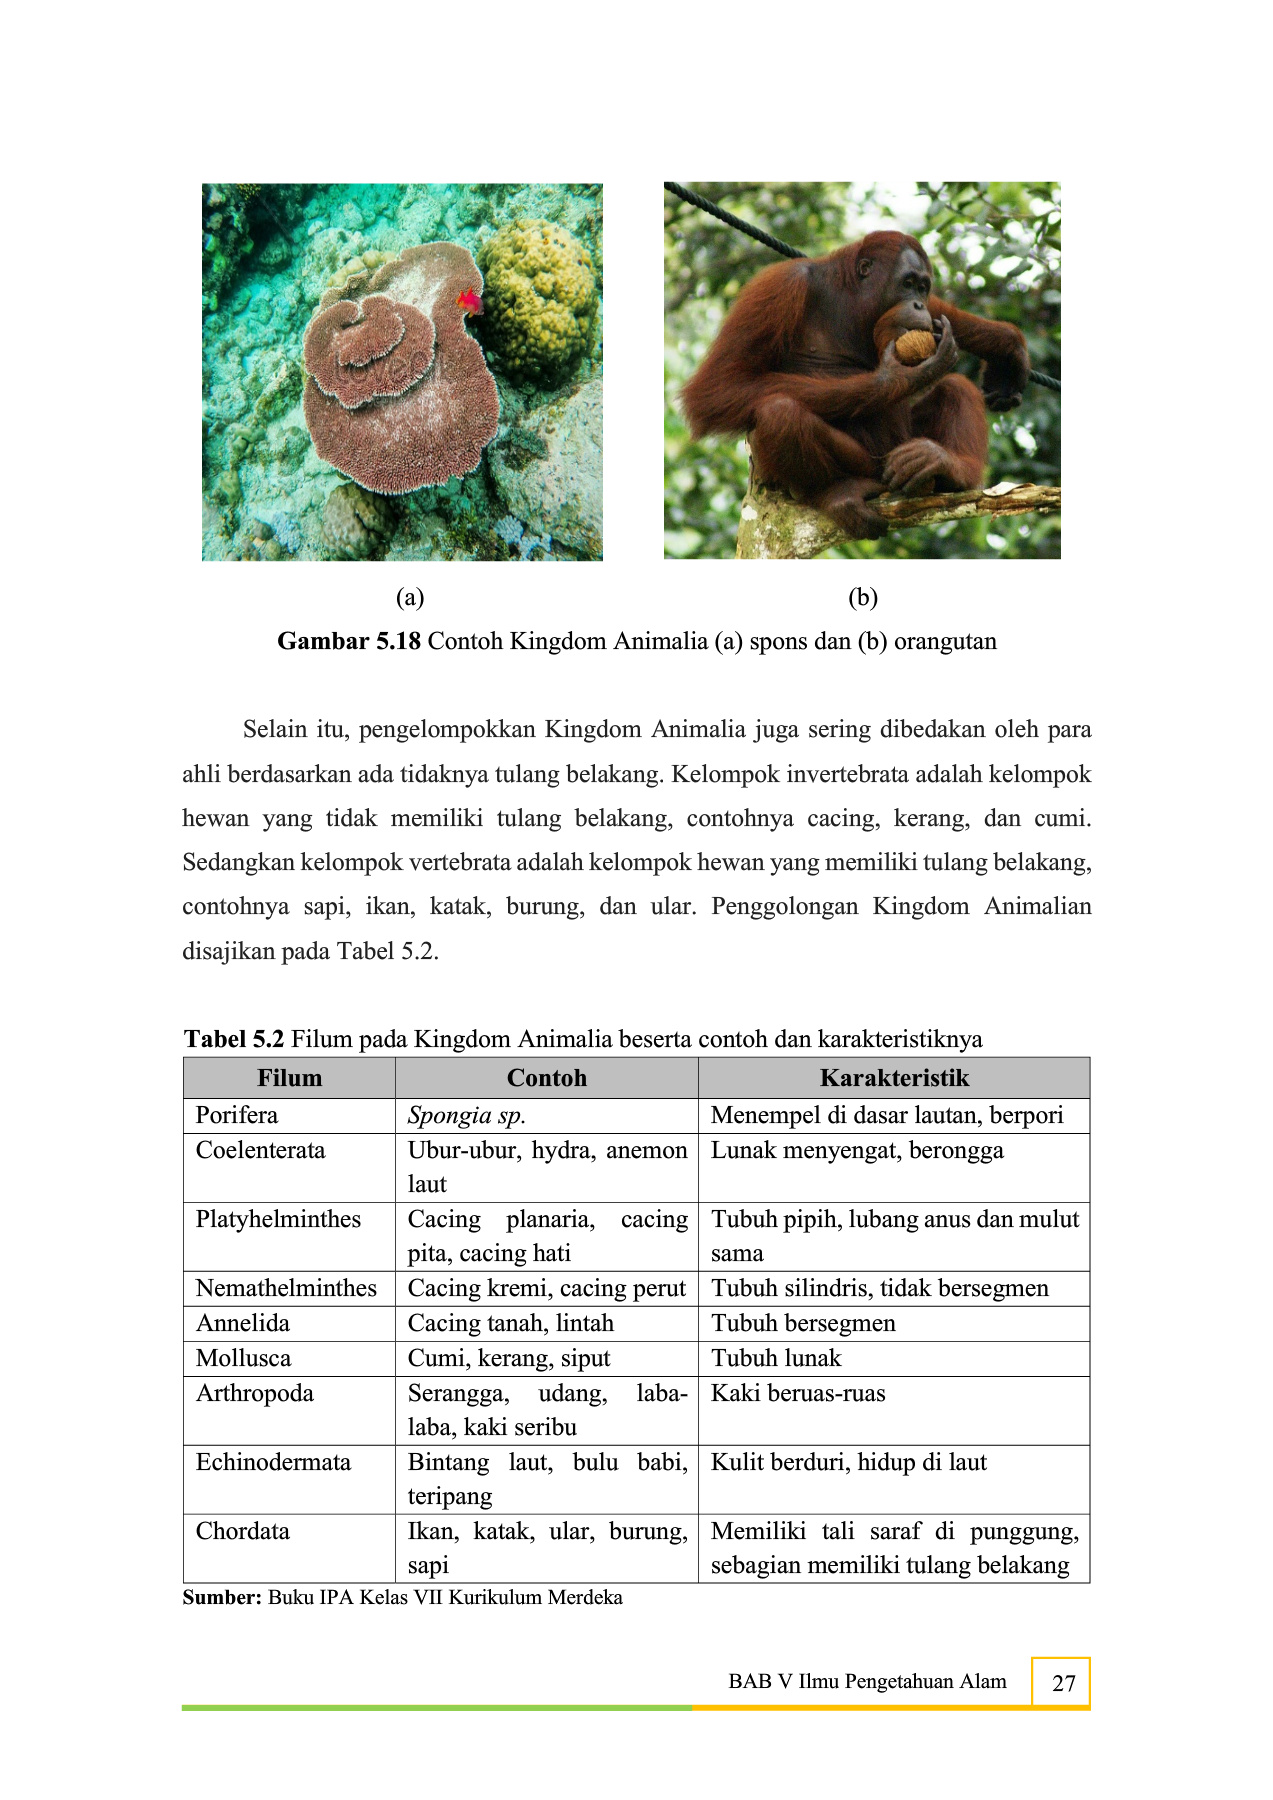 (a)
(b)
Gambar 5.18 Contoh Kingdom Animalia (a) spons dan (b) orangutan
Selain itu, pengelompokkan Kingdom Animalia juga sering dibedakan oleh para
ahli berdasarkan ada tidaknya tulang belakang. Kelompok invertebrata adalah kelompok
hewan yang tidak memiliki tulang belakang, contohnya cacing, kerang, dan cumi.
Sedangkan kelompok vertebrata adalah kelompok hewan yang memiliki tulang belakang,
contohnya sapi, ikan, katak, burung, dan ular. Penggolongan Kingdom Animalian
disajikan pada Tabel 5.2.
Tabel 5.2 Filum pada Kingdom Animalia beserta contoh dan karakteristiknya
Filum Contoh Karakteristik
Porifera Spongia sp. Menempel di dasar lautan, berpori
Coelenterata Ubur-ubur, hydra, anemon Lunak menyengat, berongga
laut
Platyhelminthes Cacing planaria, cacing Tubuh pipih, lubang anus dan mulut
pita, cacing hati sama
Nemathelminthes Cacing kremi, cacing perut Tubuh silindris, tidak bersegmen
Annelida Cacing tanah, lintah Tubuh bersegmen
Mollusca Cumi, kerang, siput Tubuh lunak
Arthropoda Serangga, udang, laba- Kaki beruas-ruas
laba, kaki seribu
Echinodermata Bintang laut, bulu babi, Kulit berduri, hidup di laut
teripang
Chordata Ikan, katak, ular, burung, Memiliki tali saraf di punggung,
sapi sebagian memiliki tulang belakang
Sumber: Buku IPA Kelas VII Kurikulum Merdeka
BAB V Ilmu Pengetahuan Alam 27